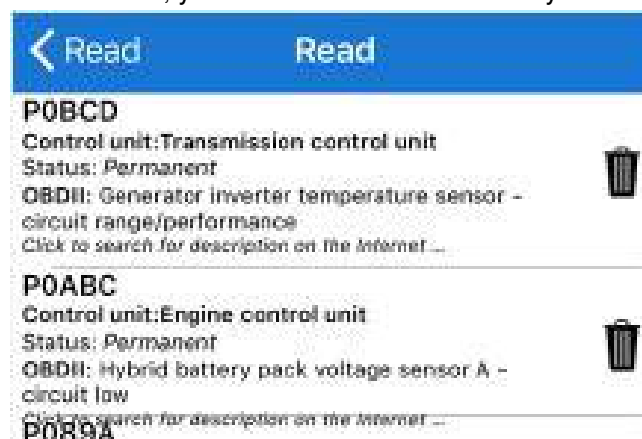 Read Read
P0BCD
Control unit:Transmission control unit
Status: Permanent
OBDII: Generator inverter temperature sensor –
circuit range/performance
Click to search for description on the Internet ...
P0ABC
Control unit:Engine control unit
Status: Permanent
OBDII: Hybrid battery pack voltage sensor A –
circuit low
Click to search for description on the Internet ...
P0B9A